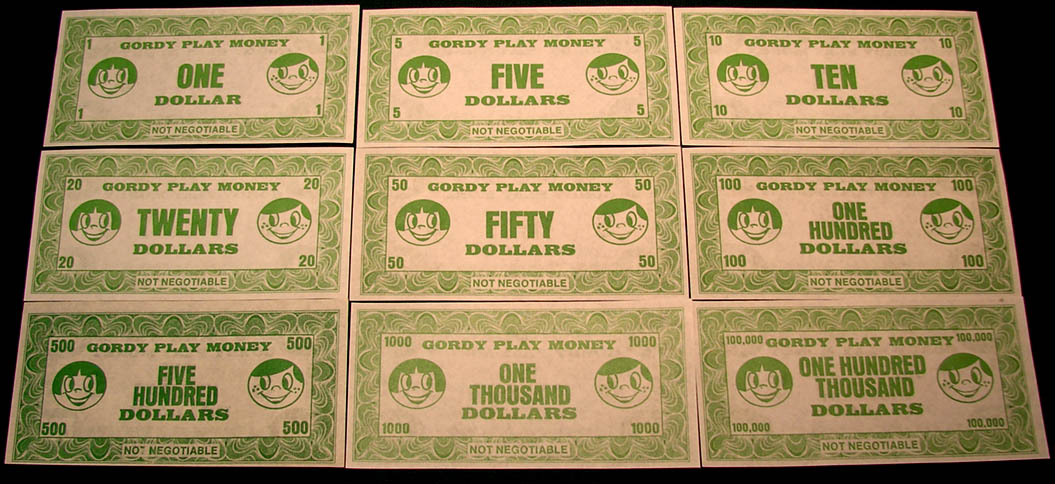 1 GORDY PLAY MONEY 1
ONE
DOLLAR
1 1
NOT NEGOTIABLE
5 GORDY PLAY MONEY 5
FIVE
DOLLARS
5 5
NOT NEGOTIABLE
10 GORDY PLAY MONEY 10
TEN
DOLLARS
10 10
NOT NEGOTIABLE
20 GORDY PLAY MONEY 20
TWENTY
DOLLARS
20 20
NOT NEGOTIABLE
50 GORDY PLAY MONEY 50
FIFTY
DOLLARS
50 50
NOT NEGOTIABLE
100 GORDY PLAY MONEY 100
ONE
HUNDRED
DOLLARS
100 100
NOT NEGOTIABLE
500 GORDY PLAY MONEY 500
FIVE
HUNDRED
DOLLARS
500 500
NOT NEGOTIABLE
1000 GORDY PLAY MONEY 1000
ONE
THOUSAND
DOLLARS
1000 1000
NOT NEGOTIABLE
100,000 GORDY PLAY MONEY 100,000
ONE HUNDRED
THOUSAND
DOLLARS
100,000 100,000
NOT NEGOTIABLE